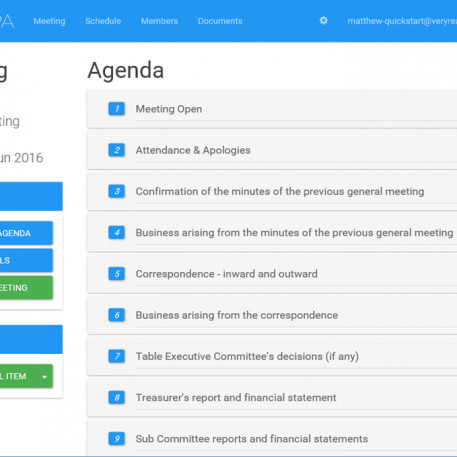 PA Meeting Schedule Members Documents matthew-quickstart@veryrea
g
Agenda
ting
un 2016
AGENDA
LS
EETING
L ITEM
1 Meeting Open
2 Attendance & Apologies
3 Confirmation of the minutes of the previous general meeting
4 Business arising from the minutes of the previous general meeting
5 Correspondence - inward and outward
6 Business arising from the correspondence
7 Table Executive Committee's decisions (if any)
8 Treasurer's report and financial statement
9 Sub Committee reports and financial statements